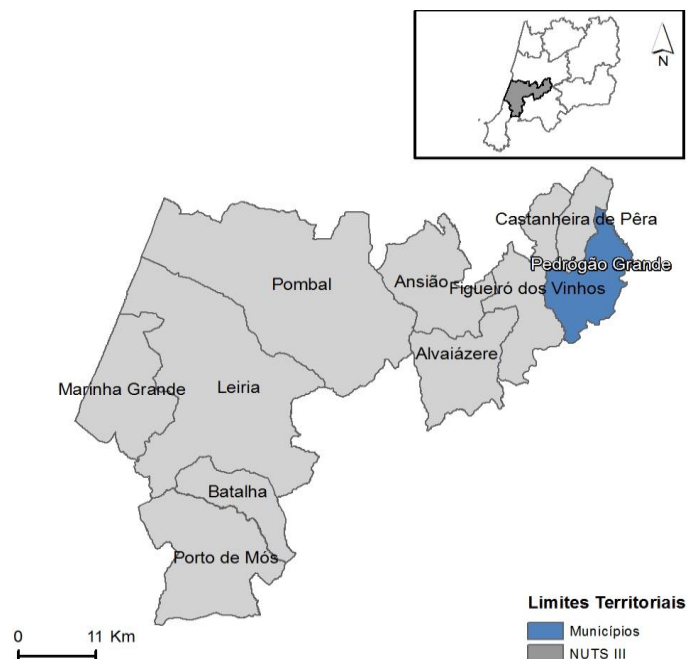 N
Castanheira de Pêra
Pedrógão Grande
Pombal
Ansião
Figueiró dos Vinhos
Alvaiázere
Marinha Grande
Leiria
Batalha
Porto de Mós
Limites Territoriais
Municípios
NUTS III
0 11 Km